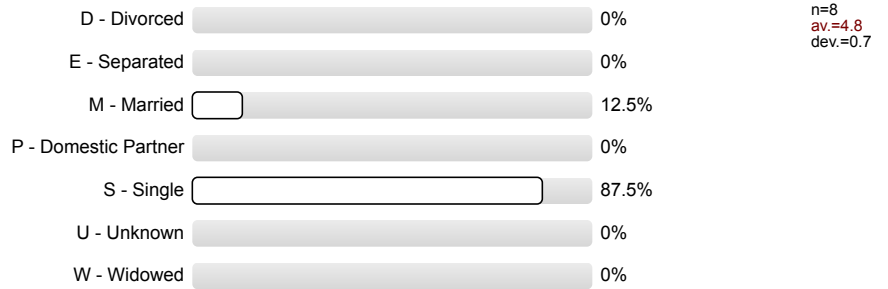 D - Divorced 0%
E - Separated 0%
M - Married 12.5%
P - Domestic Partner 0%
S - Single 87.5%
U - Unknown 0%
W - Widowed 0%
n=8
av.=4.8
dev.=0.7